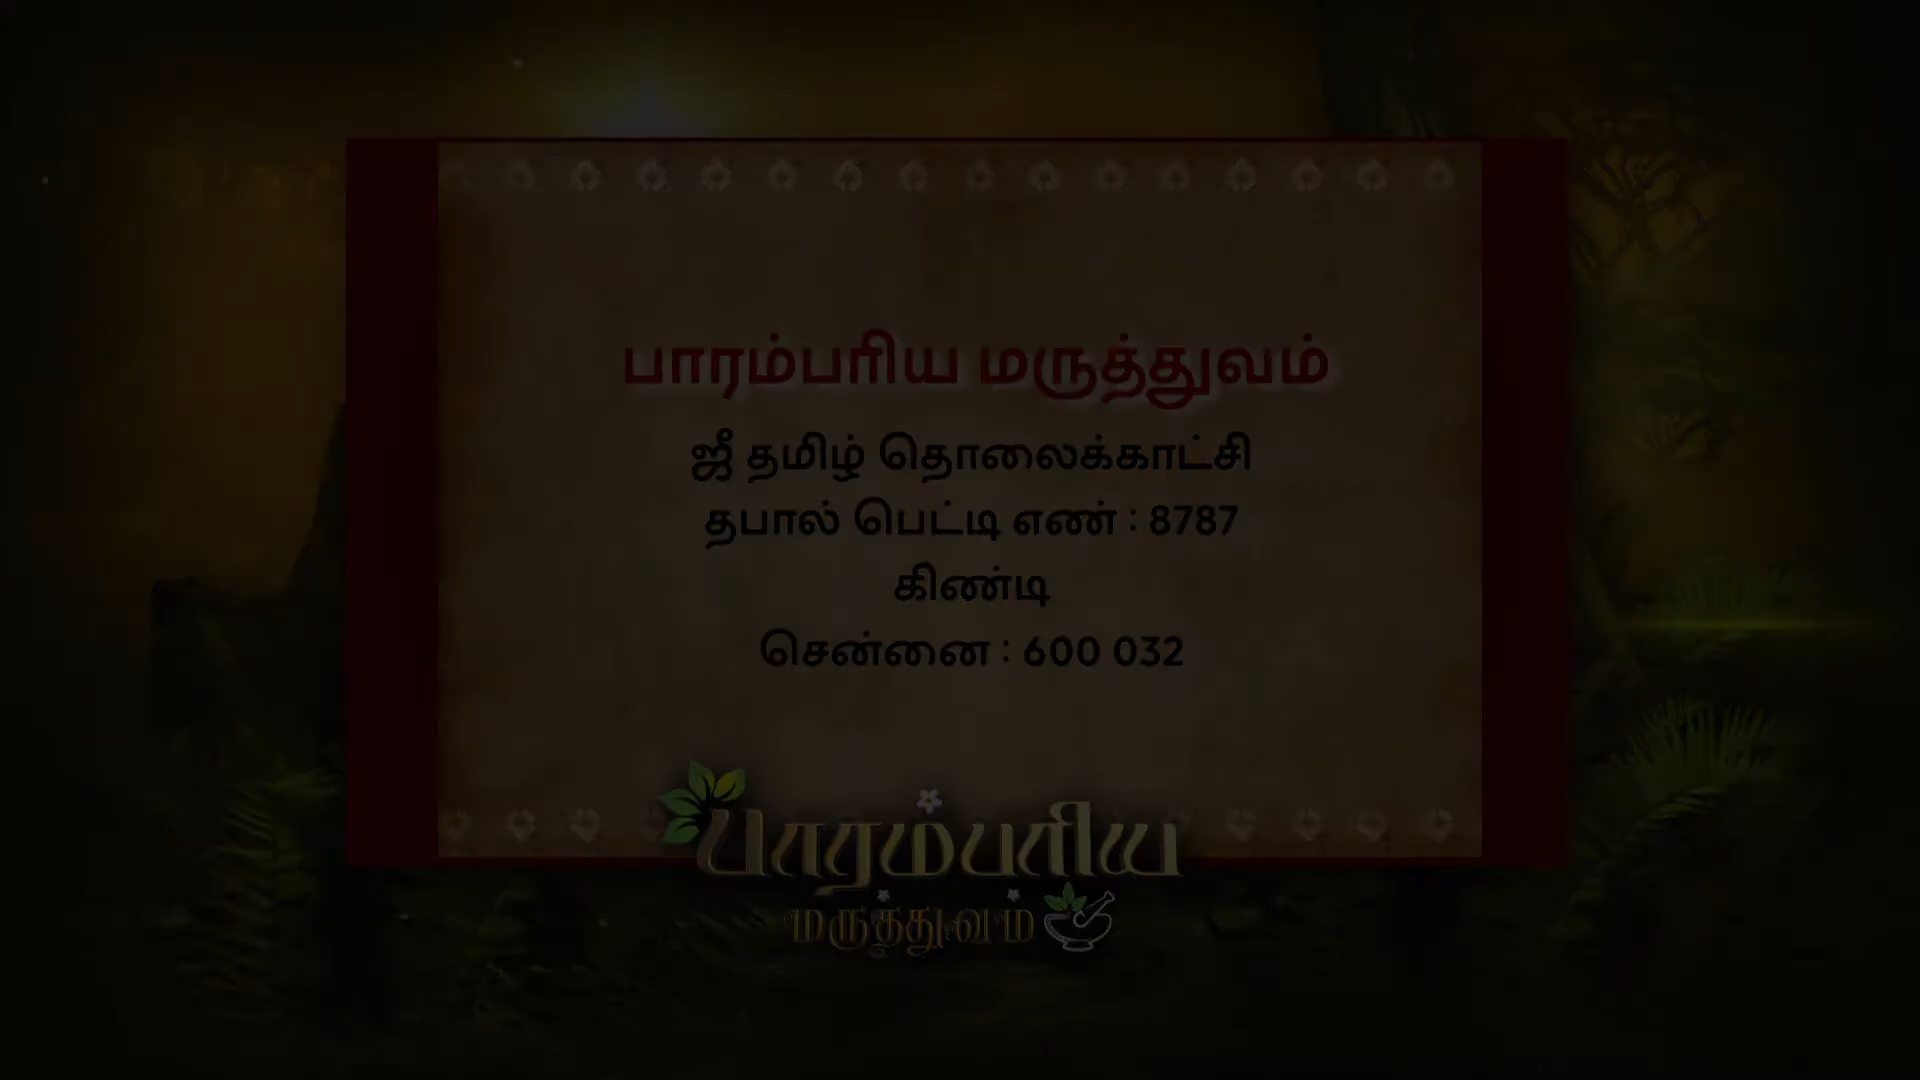 பாரம்பரிய மருத்துவம்
ஜீ தமிழ் தொலைக்காட்சி
தபால் பெட்டி எண் : 8787
கிண்டி
சென்னை : 600 032
பாரம்பரிய
மருத்துவம்